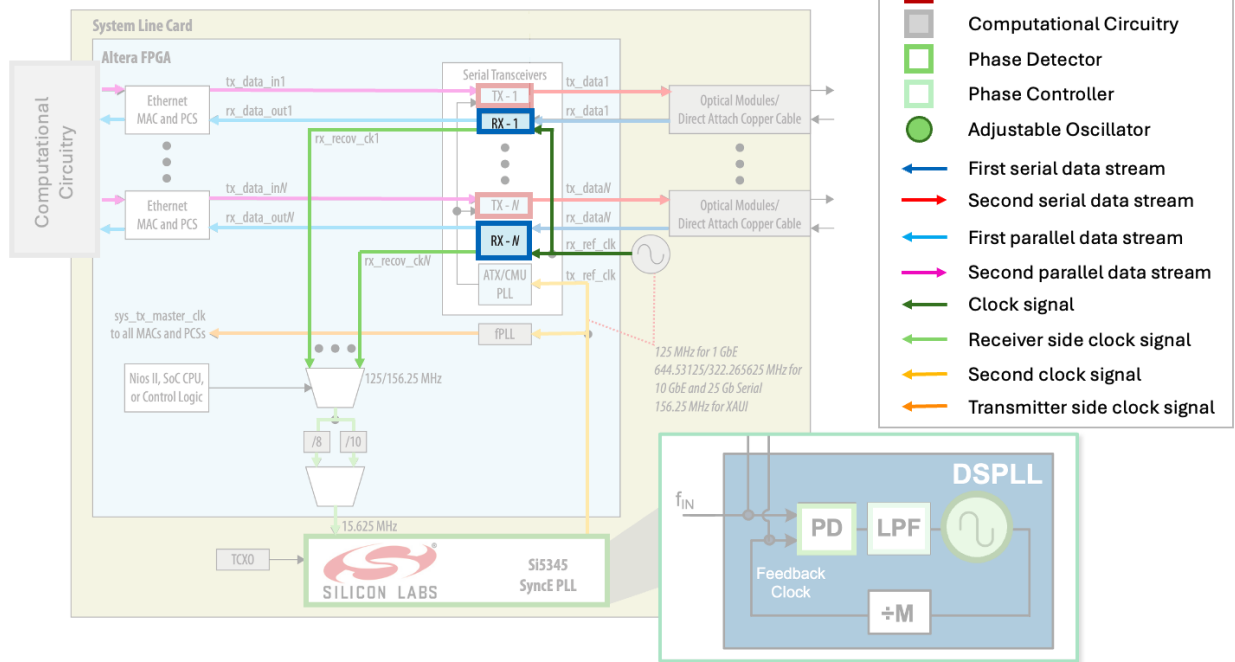 System Line Card
Altera FPGA
Computational
Circuitry
Ethernet
MAC and PCS
tx_data_in1
rx_data_out1
rx_recov_ck1
Serial Transceivers
TX - 1
RX - 1
tx_data1
rx_data1
Optical Modules/
Direct Attach Copper Cable
Ethernet
MAC and PCS
tx_data_inN
rx_data_outN
rx_recov_ckN
TX - N
RX - N
ATX/CMU
PLL
tx_dataN
rx_dataN
rx_ref_clk
tx_ref_clk
Optical Modules/
Direct Attach Copper Cable
sys_tx_master_clk
to all MACs and PCSs
fPLL
125 MHz for 1 GbE
644.53125/322.265625 MHz for
10 GbE and 25 Gb Serial
156.25 MHz for XAUI
Nios II, SoC CPU,
or Control Logic
125/156.25 MHz
/8
/10
15.625 MHz
TCXO
SILICON LABS
Si5345
SyncE PLL
Computational Circuitry
Phase Detector
Phase Controller
Adjustable Oscillator
First serial data stream
Second serial data stream
First parallel data stream
Second parallel data stream
Clock signal
Receiver side clock signal
Second clock signal
Transmitter side clock signal
DSPLL
fIN
PD
LPF
Feedback
Clock
÷M